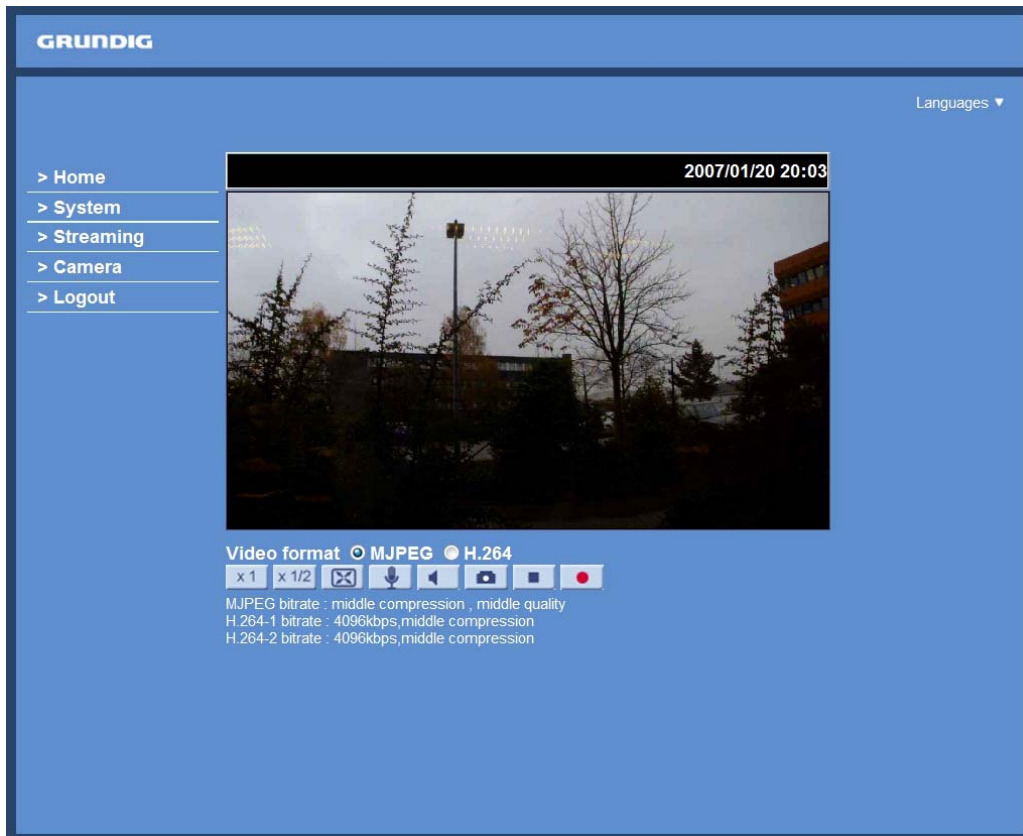 GRUNDIG
Languages ▼
> Home
> System
> Streaming
> Camera
> Logout
2007/01/20 20:03
Video format MJPEG H.264
x 1 x 1/2
MJPEG bitrate : middle compression , middle quality
H.264-1 bitrate : 4096kbps,middle compression
H.264-2 bitrate : 4096kbps,middle compression